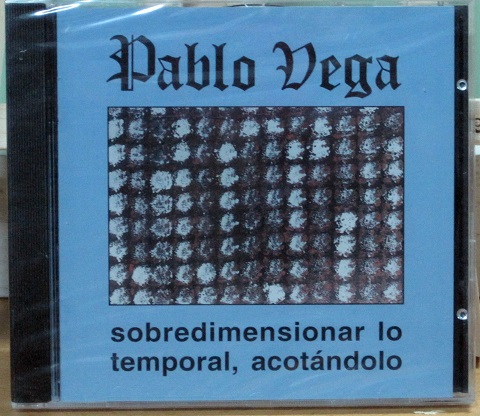 Pablo Vega
sobredimensionar lo
temporal, acotándolo